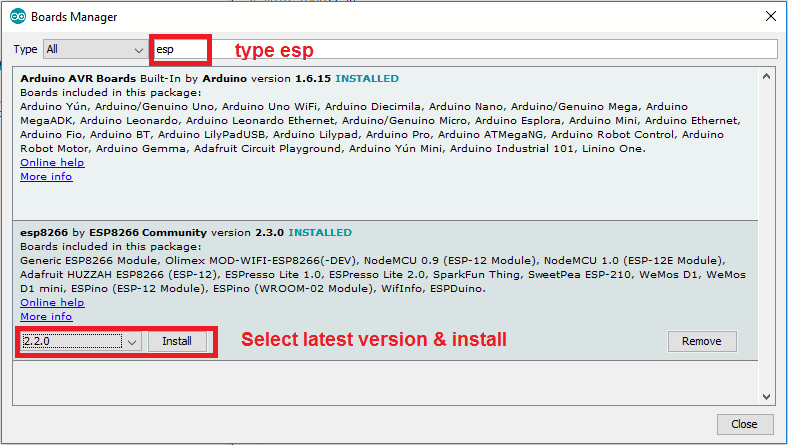 Boards Manager
Type All esp type esp
Arduino AVR Boards Built-In by Arduino version 1.6.15 INSTALLED
Boards included in this package:
Arduino Yún, Arduino/Genuino Uno, Arduino Uno WiFi, Arduino Diecimila, Arduino Nano, Arduino/Genuino Mega, Arduino
MegaADK, Arduino Leonardo, Arduino Leonardo Ethernet, Arduino/Genuino Micro, Arduino Esplora, Arduino Mini, Arduino Ethernet,
Arduino Fio, Arduino BT, Arduino LilyPadUSB, Arduino Lilypad, Arduino Pro, Arduino ATMegaNG, Arduino Robot Control, Arduino
Robot Motor, Arduino Gemma, Adafruit Circuit Playground, Arduino Yún Mini, Arduino Industrial 101, Linino One.
Online help
More info
esp8266 by ESP8266 Community version 2.3.0 INSTALLED
Boards included in this package:
Generic ESP8266 Module, Olimex MOD-WIFI-ESP8266(-DEV), NodeMCU 0.9 (ESP-12 Module), NodeMCU 1.0 (ESP-12E Module),
Adafruit HUZZAH ESP8266 (ESP-12), ESPresso Lite 1.0, ESPresso Lite 2.0, SparkFun Thing, SweetPea ESP-210, WeMos D1, WeMos
D1 mini, ESPino (ESP-12 Module), ESPino (WROOM-02 Module), WifInfo, ESPDuino.
Online help
More info
2.2.0 Install Select latest version & install Remove
Close